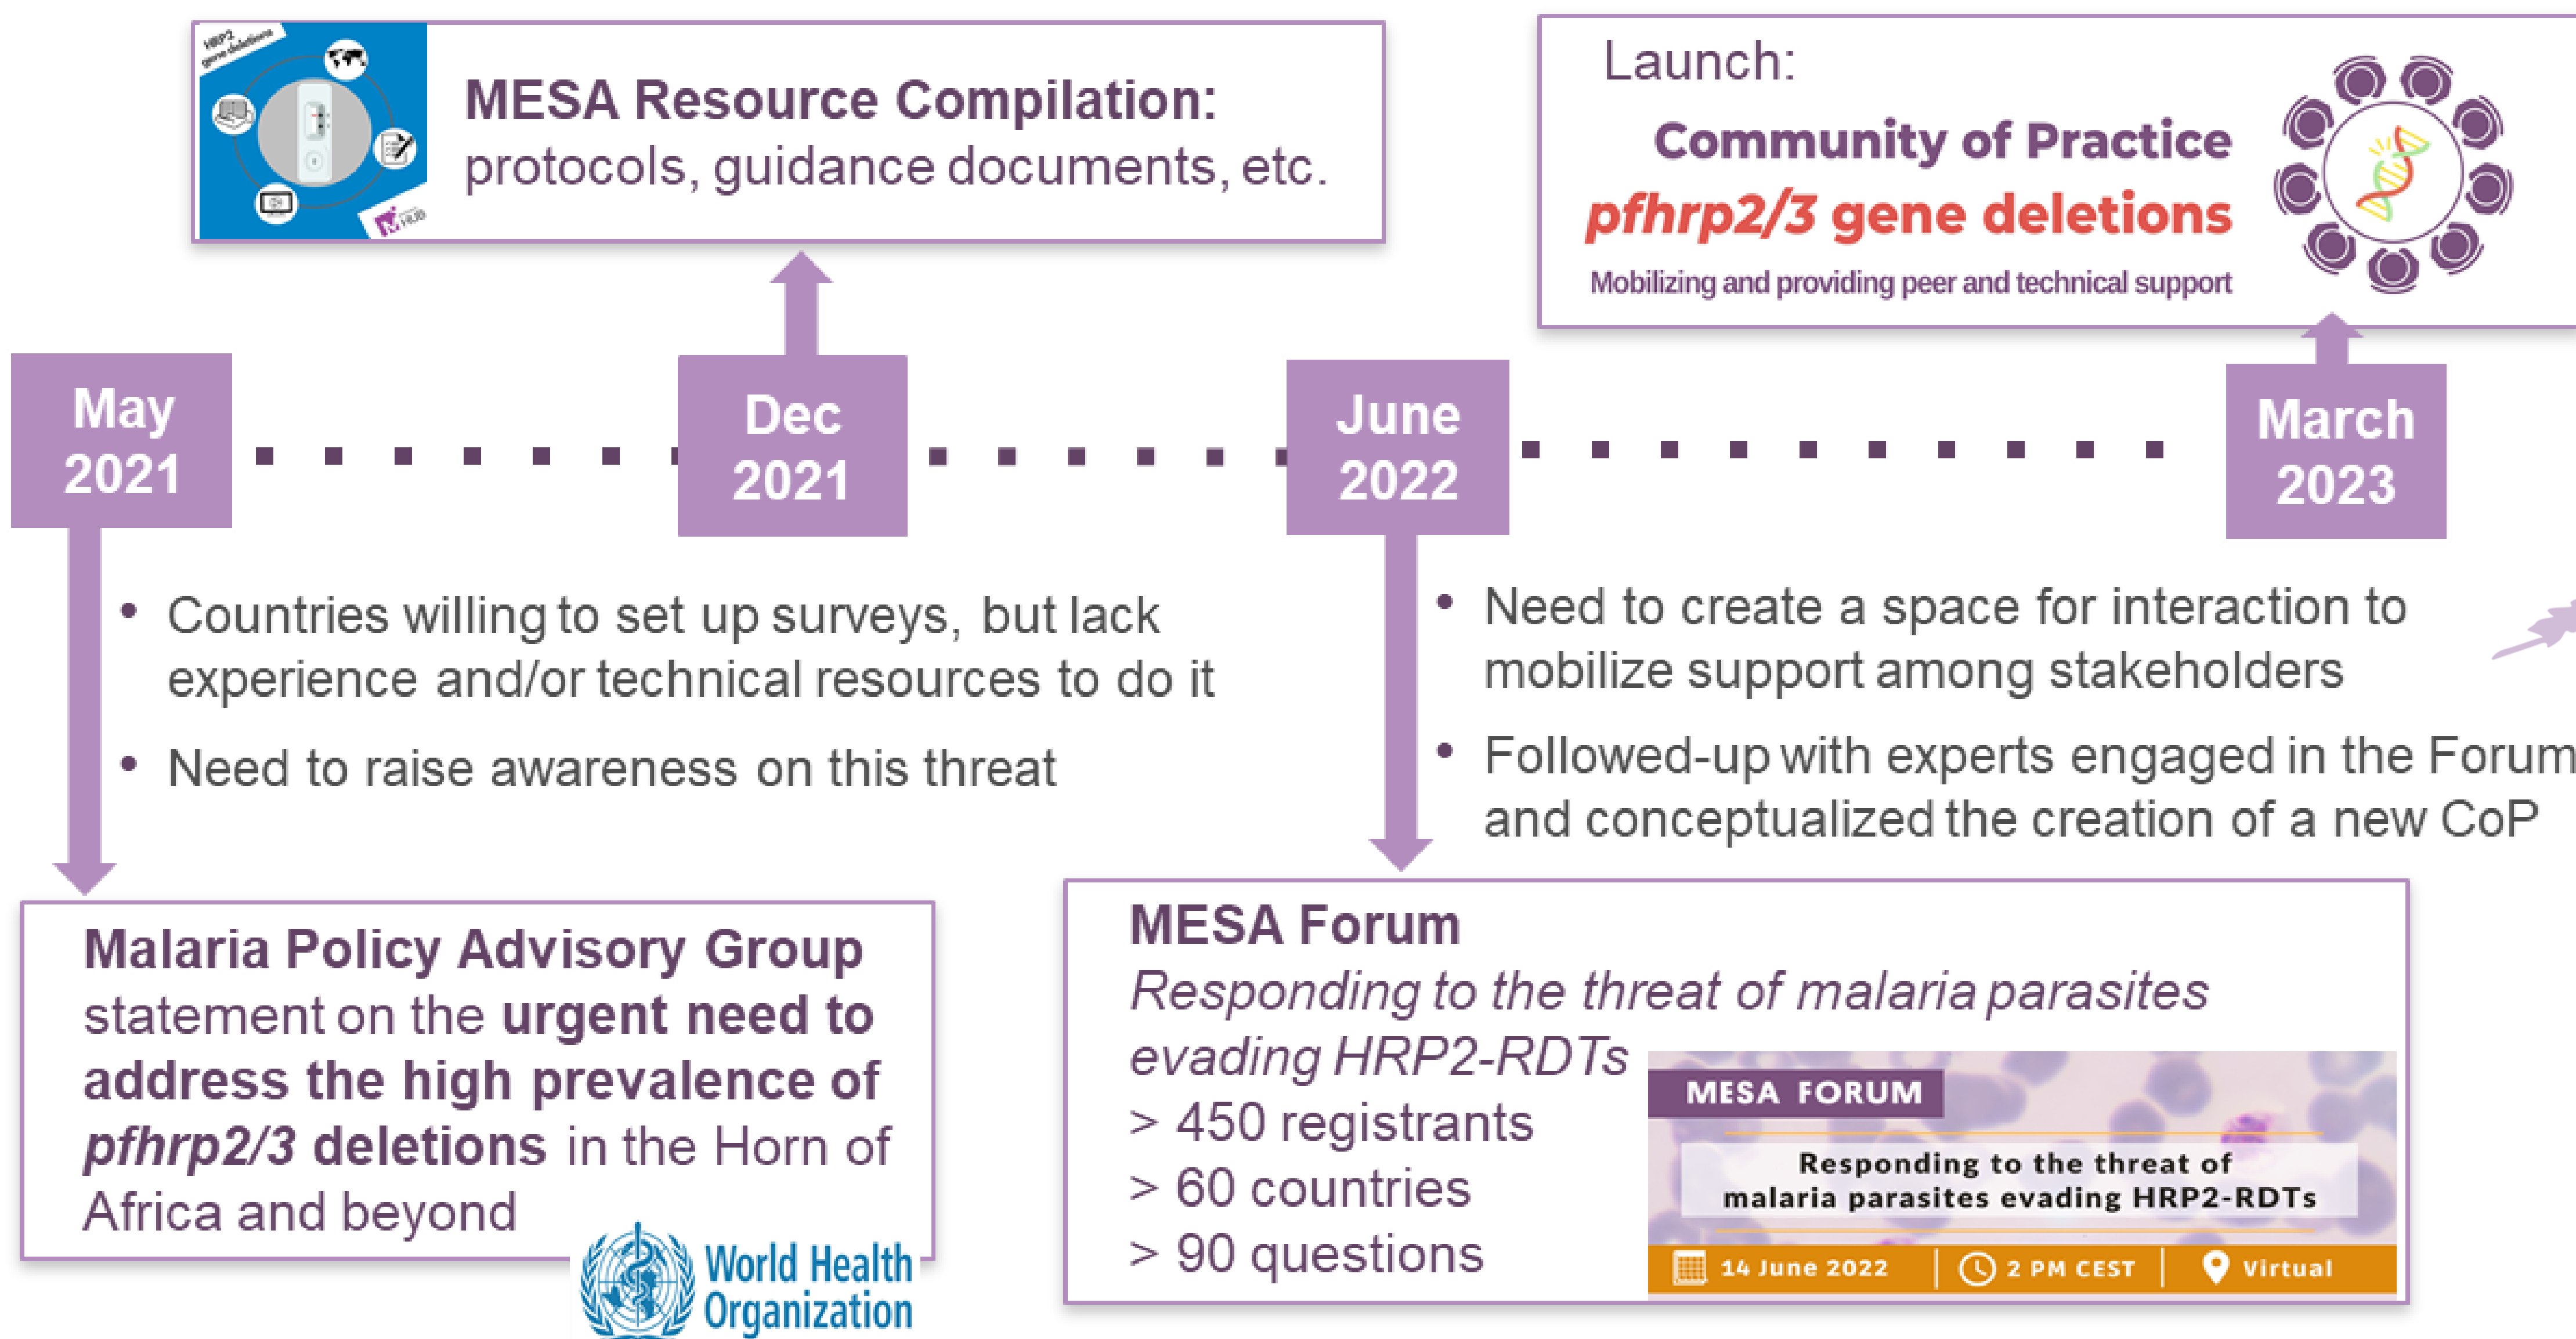 HRP2
gene deletions
HUB
MESA Resource Compilation:
protocols, guidance documents, etc.
Launch:
Community of Practice
pfhrp2/3 gene deletions
Mobilizing and providing peer and technical support
May
2021
Dec
2021
June
2022
March
2023
• Countries willing to set up surveys, but lack
experience and/or technical resources to do it
• Need to raise awareness on this threat
• Need to create a space for interaction to
mobilize support among stakeholders
• Followed-up with experts engaged in the Forum
and conceptualized the creation of a new CoP
Malaria Policy Advisory Group
statement on the urgent need to
address the high prevalence of
pfhrp2/3 deletions in the Horn of
Africa and beyond
World Health
Organization
MESA Forum
Responding to the threat of malaria parasites
evading HRP2-RDTs
> 450 registrants
> 60 countries
> 90 questions
MESA FORUM
Responding to the threat of
malaria parasites evading HRP2-RDTs
14 June 2022 | 2 PM CEST | Virtual